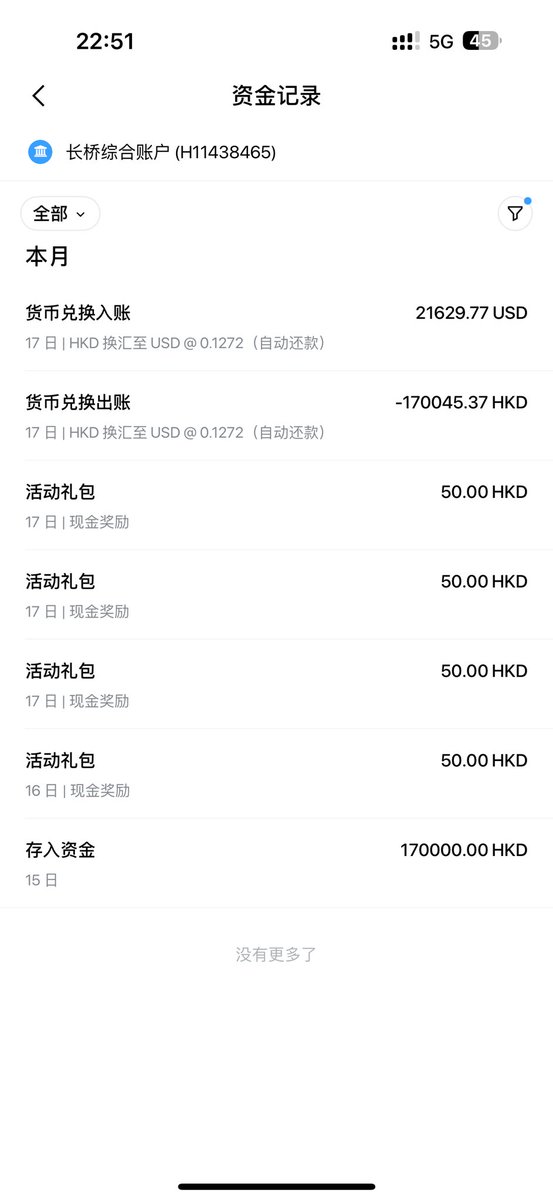 22:51
5G 45
资金记录
长桥综合账户 (H11438465)
全部
本月
货币兑换入账 21629.77 USD
17 日 | HKD 换汇至 USD @ 0.1272（自动还款）
货币兑换出账 -170045.37 HKD
17 日 | HKD 换汇至 USD @ 0.1272（自动还款）
活动礼包 50.00 HKD
17 日 | 现金奖励
活动礼包 50.00 HKD
17 日 | 现金奖励
活动礼包 50.00 HKD
17 日 | 现金奖励
活动礼包 50.00 HKD
16 日 | 现金奖励
存入资金 170000.00 HKD
15 日
没有更多了